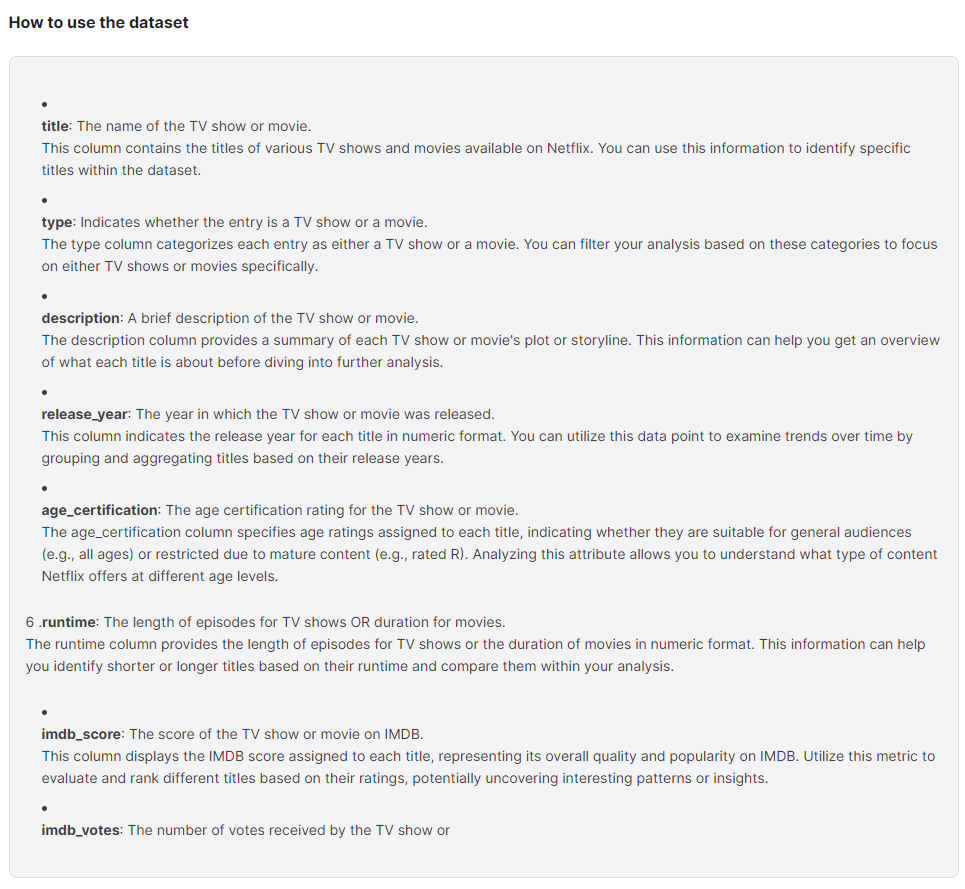 How to use the dataset
•
title: The name of the TV show or movie.
This column contains the titles of various TV shows and movies available on Netflix. You can use this information to identify specific
titles within the dataset.
•
type: Indicates whether the entry is a TV show or a movie.
The type column categorizes each entry as either a TV show or a movie. You can filter your analysis based on these categories to focus
on either TV shows or movies specifically.
•
description: A brief description of the TV show or movie.
The description column provides a summary of each TV show or movie's plot or storyline. This information can help you get an overview
of what each title is about before diving into further analysis.
•
release_year: The year in which the TV show or movie was released.
This column indicates the release year for each title in numeric format. You can utilize this data point to examine trends over time by
grouping and aggregating titles based on their release years.
•
age_certification: The age certification rating for the TV show or movie.
The age_certification column specifies age ratings assigned to each title, indicating whether they are suitable for general audiences
(e.g., all ages) or restricted due to mature content (e.g., rated R). Analyzing this attribute allows you to understand what type of content
Netflix offers at different age levels.
6 .runtime: The length of episodes for TV shows OR duration for movies.
The runtime column provides the length of episodes for TV shows or the duration of movies in numeric format. This information can help
you identify shorter or longer titles based on their runtime and compare them within your analysis.
•
imdb_score: The score of the TV show or movie on IMDB.
This column displays the IMDB score assigned to each title, representing its overall quality and popularity on IMDB. Utilize this metric to
evaluate and rank different titles based on their ratings, potentially uncovering interesting patterns or insights.
•
imdb_votes: The number of votes received by the TV show or